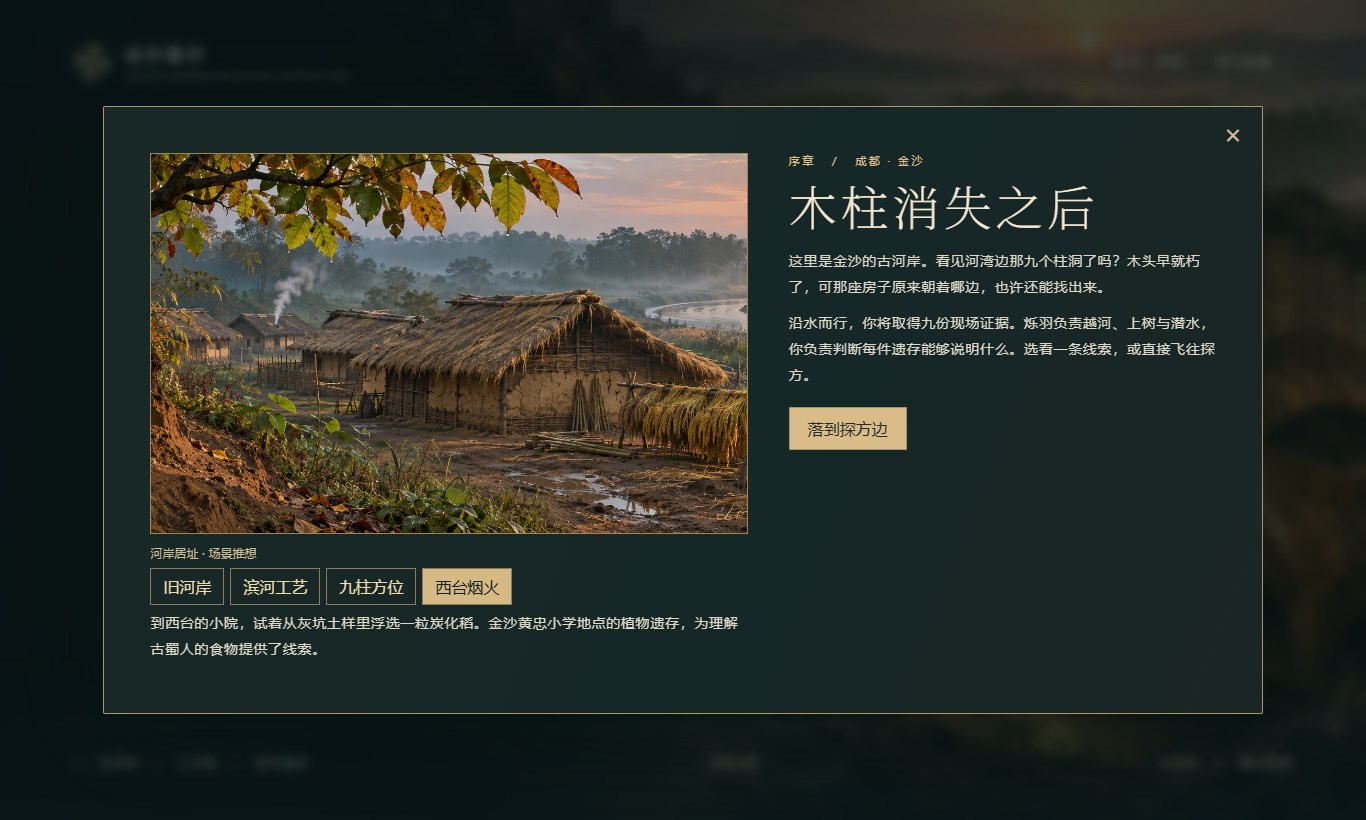 序章 / 成都 · 金沙
木柱消失之后
这里是金沙的古河岸。看见河湾边那九个柱洞了吗？木头早就朽
了，可那座房子原来朝着哪边，也许还能找出来。
沿水而行，你将取得九份现场证据。烁羽负责越河、上树与潜水，
你负责判断每件遗存能够说明什么。选看一条线索，或直接飞往探
方。
落到探方边
河岸居址 · 场景推想
旧河岸
滨河工艺
九柱方位
西台烟火
到西台的小院，试着从灰坑土样里浮选一粒炭化稻。金沙黄忠小学地点的植物遗存，为理解
古蜀人的食物提供了线索。